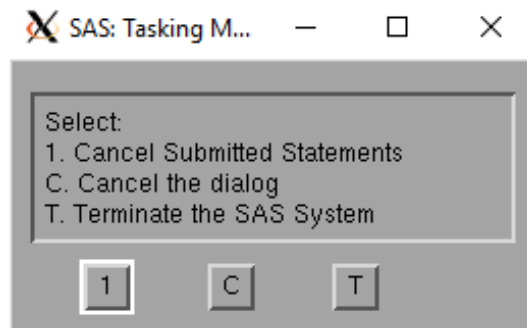 SAS: Tasking M...
Select:
1. Cancel Submitted Statements
C. Cancel the dialog
T. Terminate the SAS System
1 C T